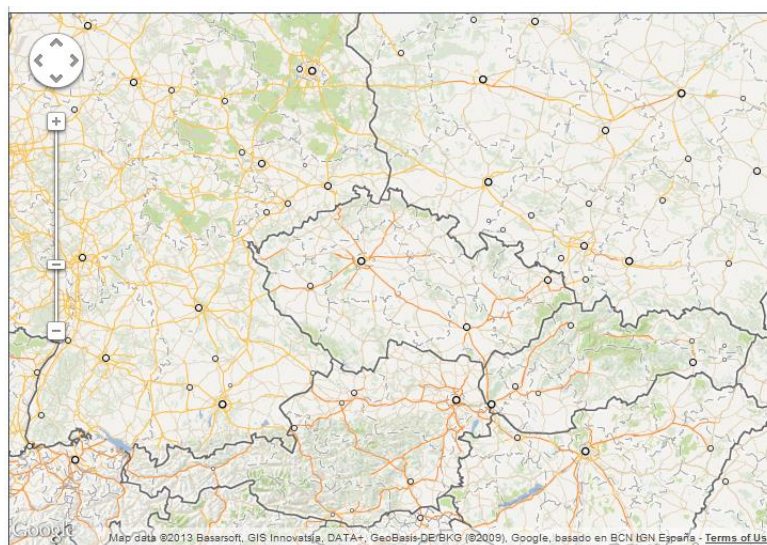 Google
Map data ©2013 Basarsoft, GIS Innovatsia, DATA+, GeoBasis-DE/BKG (©2009), Google, basado en BCN IGN España - Terms of Us